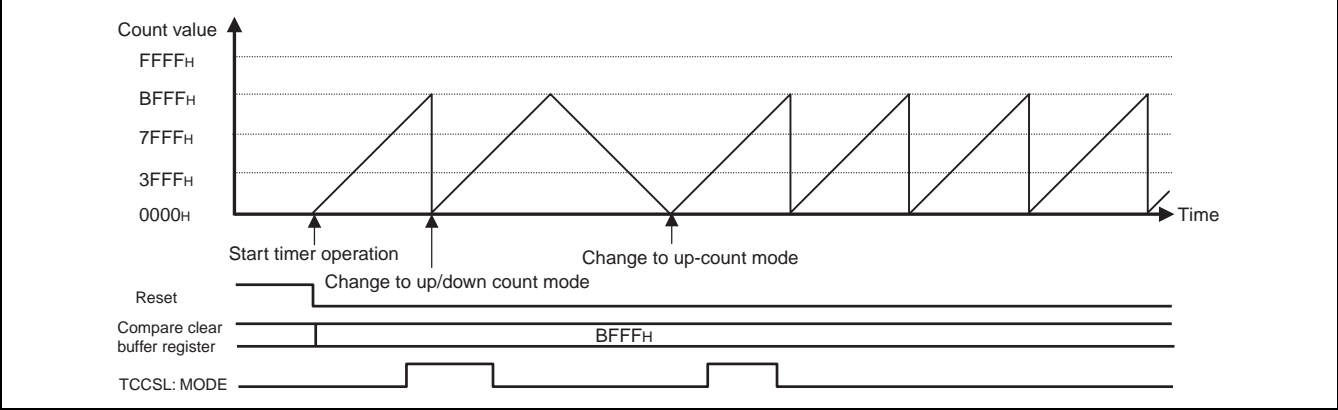 Count value
FFFFH
BFFFH
7FFFH
3FFFH
0000H
Time
Start timer operation
Change to up-count mode
Change to up/down count mode
Reset
Compare clear
buffer register
BFFFH
TCCSL: MODE